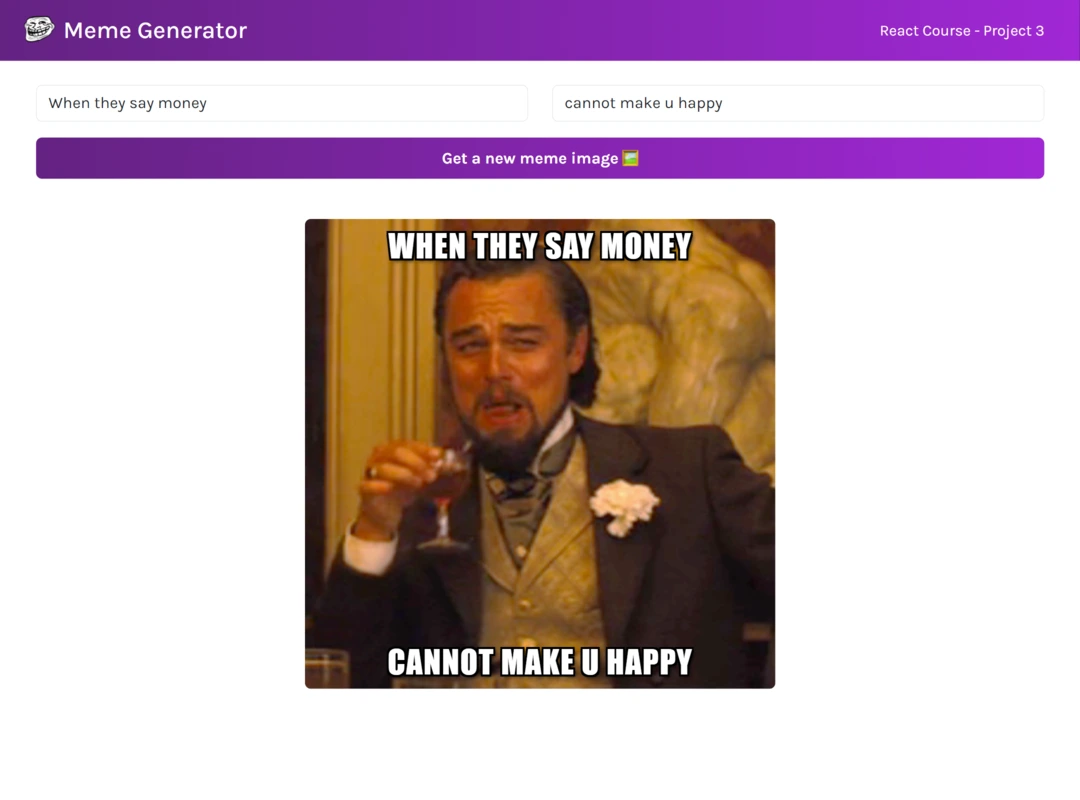 Meme Generator
React Course - Project 3
When they say money
cannot make u happy
Get a new meme image 🖼️
WHEN THEY SAY MONEY
CANNOT MAKE U HAPPY